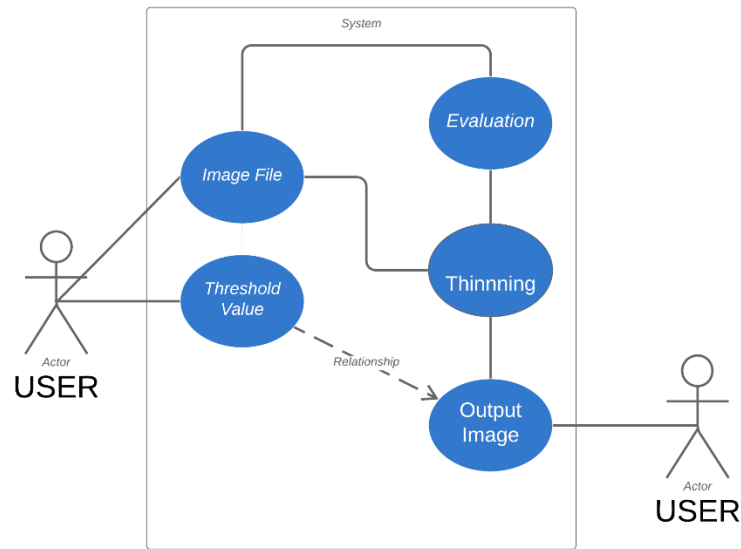 System
Evaluation
Image File
Thinnning
Threshold
Value
Relationship
Actor
USER
Output
Image
Actor
USER